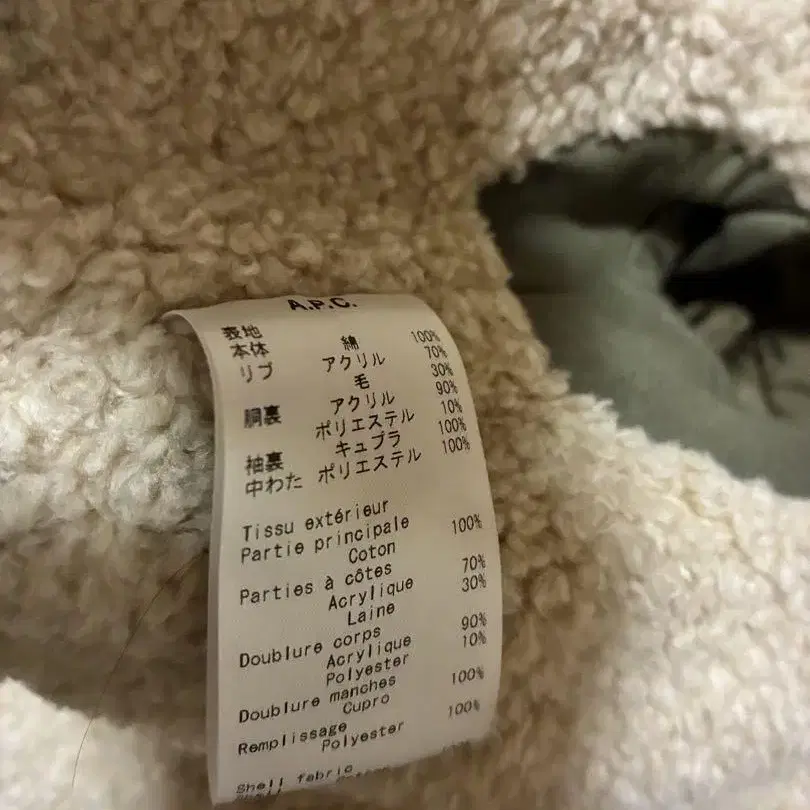 A.P.C.
表地
本体 綿 100%
リブ アクリル 70%
毛 30%
胴裏 アクリル 90%
ポリエステル 10%
袖裏 キュプラ 100%
中わた ポリエステル 100%
Tissu extérieur
Partie principale
Coton 100%
Parties à côtes
Acrylique 70%
Laine 30%
Doublure corps
Acrylique 90%
Polyester 10%
Doublure manches
Cupro 100%
Remplissage
Polyester 100%
Shell fabric